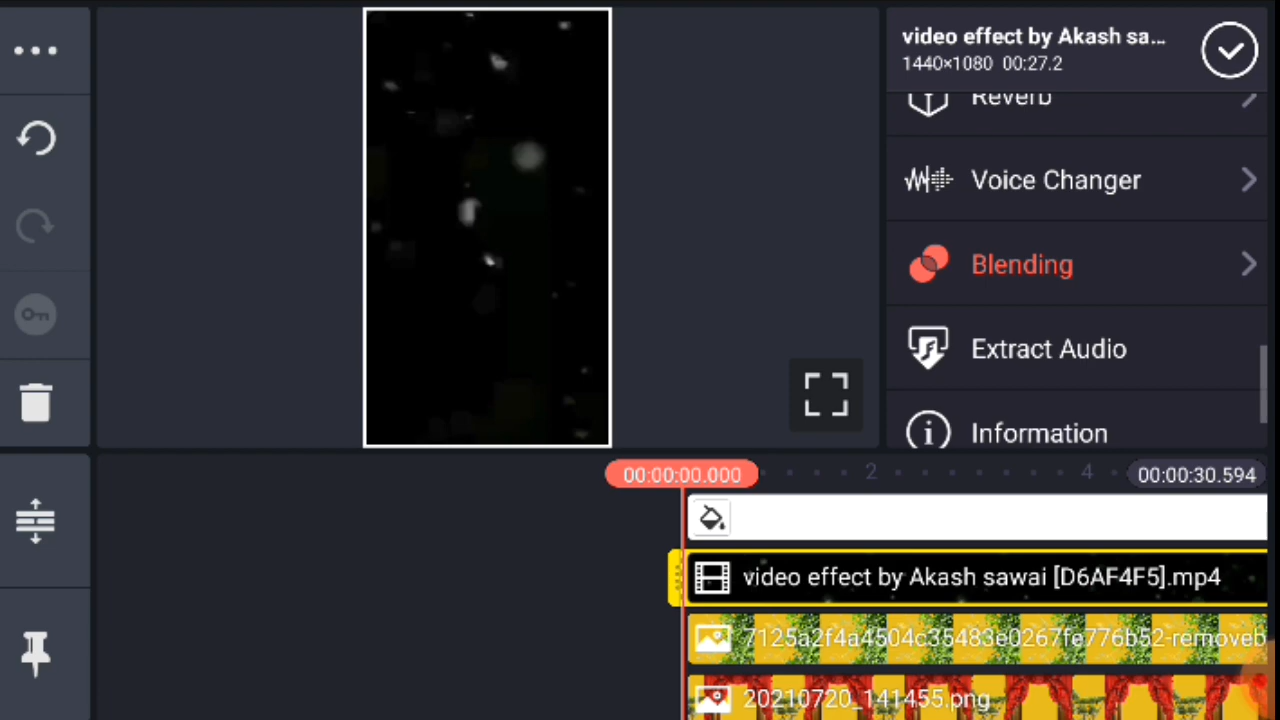 video effect by Akash sa...
1440×1080 00:27.2
Reverb
Voice Changer
Blending
Extract Audio
Information
00:00:00.000
2
4
00:00:30.594
video effect by Akash sawai [D6AF4F5].mp4
7125a2f4a4504c35483e0267fe776b52-removeb
20210720_141455.png